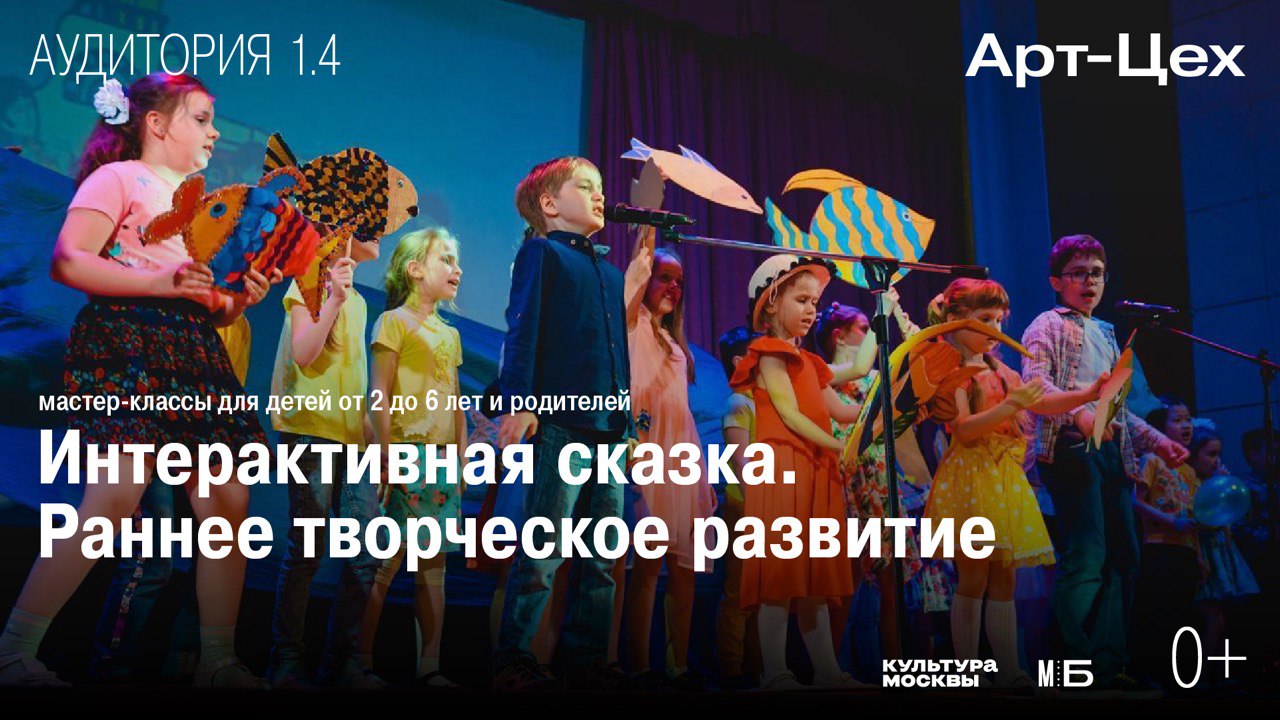 АУДИТОРИЯ 1.4
Арт-Цех
мастер-классы для детей от 2 до 6 лет и родителей
Интерактивная сказка.
Раннее творческое развитие
КУЛЬТУРА
МОСКВЫ
М Б
0+